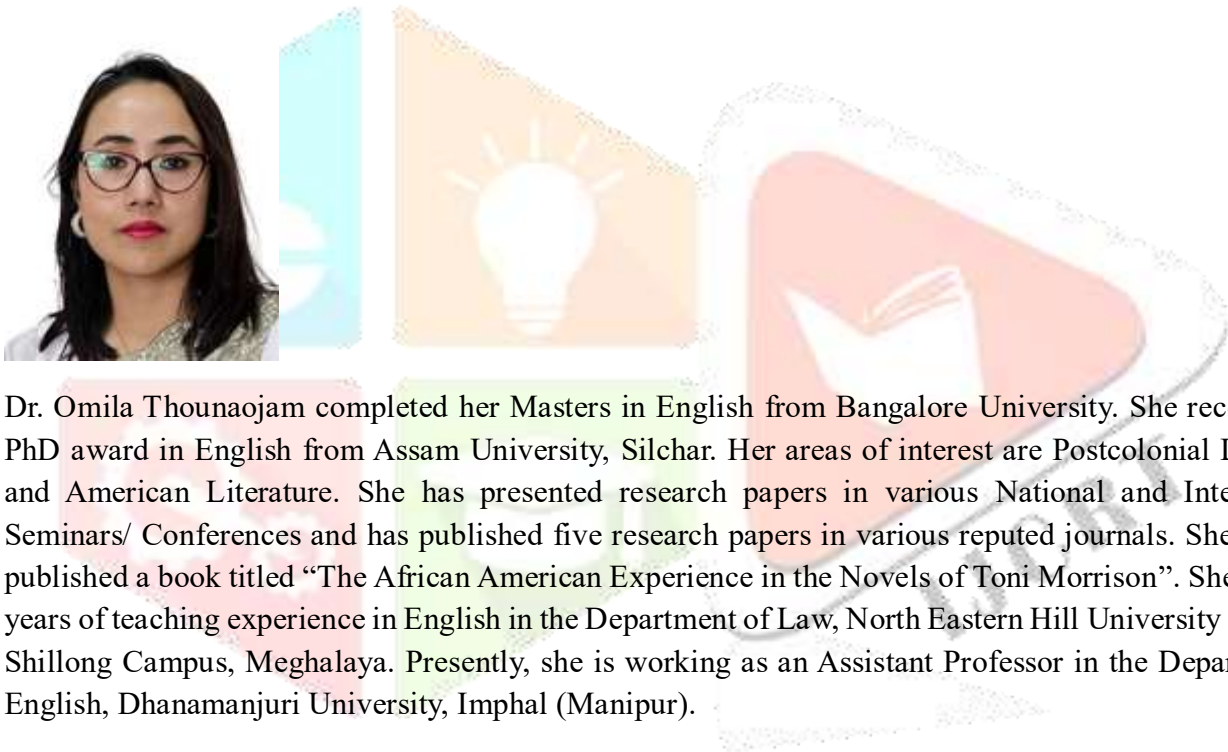 Dr. Omila Thounaojam completed her Masters in English from Bangalore University. She rec
PhD award in English from Assam University, Silchar. Her areas of interest are Postcolonial
and American Literature. She has presented research papers in various National and Inte
Seminars/ Conferences and has published five research papers in various reputed journals. She
published a book titled “The African American Experience in the Novels of Toni Morrison”. She
years of teaching experience in English in the Department of Law, North Eastern Hill University
Shillong Campus, Meghalaya. Presently, she is working as an Assistant Professor in the Depa
English, Dhanamanjuri University, Imphal (Manipur).
IJCRT